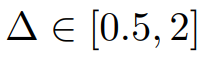 Δ ∈ [0.5, 2]